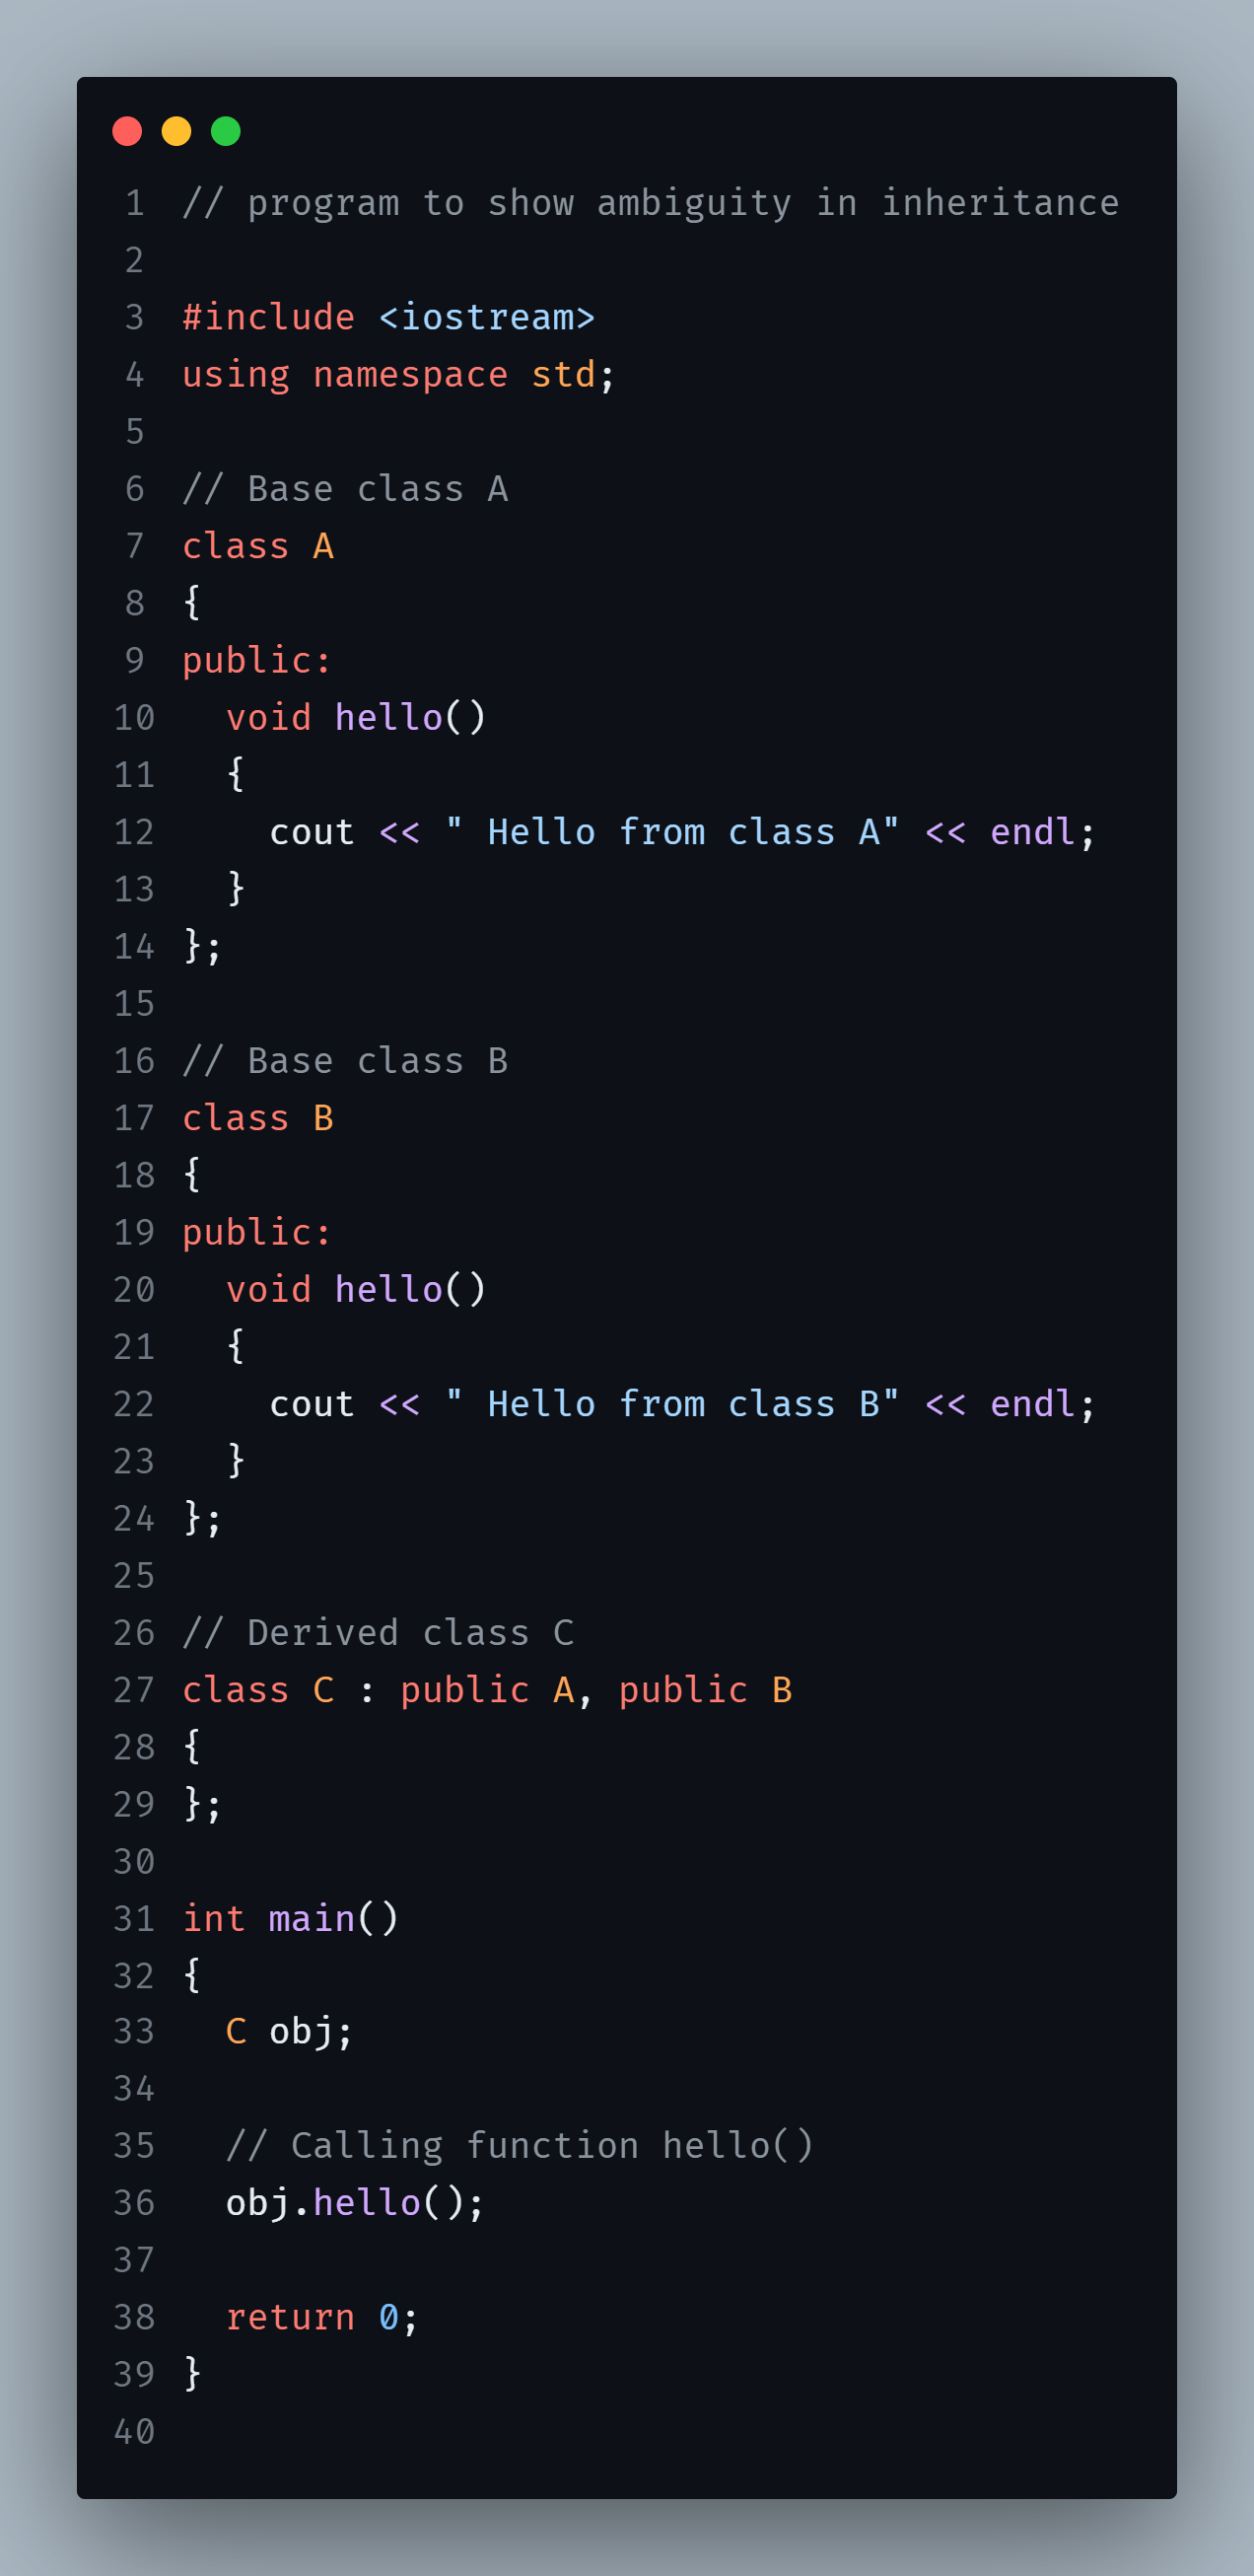 1 // program to show ambiguity in inheritance
2
3 #include <iostream>
4 using namespace std;
5
6 // Base class A
7 class A
8 {
9 public:
10   void hello()
11   {
12     cout << " Hello from class A" << endl;
13   }
14 };
15
16 // Base class B
17 class B
18 {
19 public:
20   void hello()
21   {
22     cout << " Hello from class B" << endl;
23   }
24 };
25
26 // Derived class C
27 class C : public A, public B
28 {
29 };
30
31 int main()
32 {
33   C obj;
34
35   // Calling function hello()
36   obj.hello();
37
38   return 0;
39 }
40